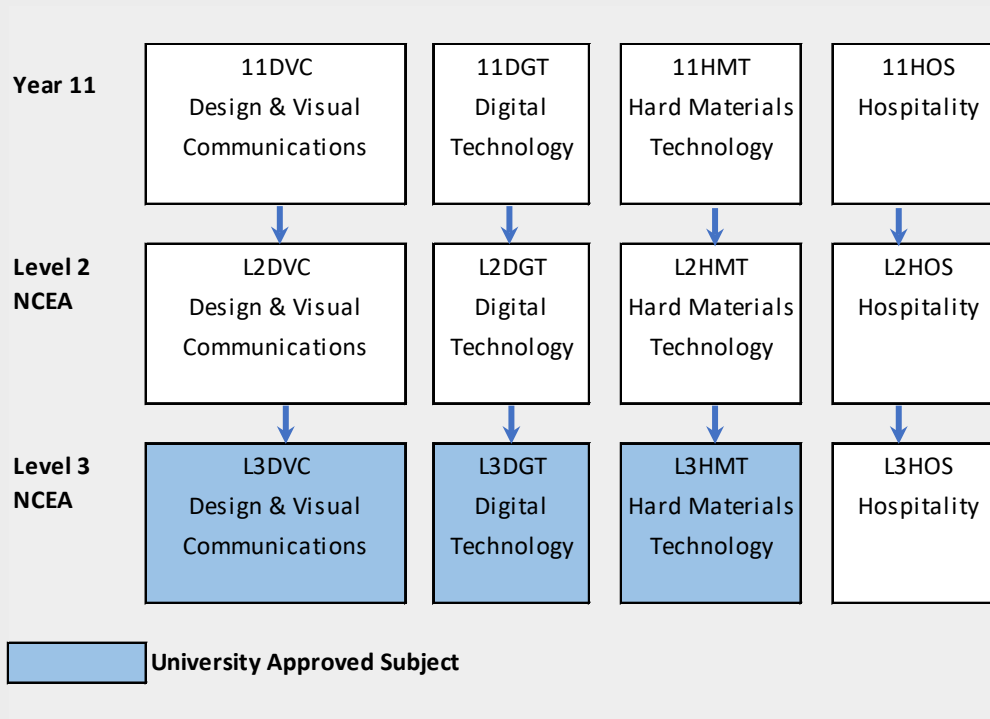 Year 11
11DVC
Design & Visual
Communications
11DGT
Digital
Technology
11HMT
Hard Materials
Technology
11HOS
Hospitality
Level 2
NCEA
L2DVC
Design & Visual
Communications
L2DGT
Digital
Technology
L2HMT
Hard Materials
Technology
L2HOS
Hospitality
Level 3
NCEA
L3DVC
Design & Visual
Communications
L3DGT
Digital
Technology
L3HMT
Hard Materials
Technology
L3HOS
Hospitality
University Approved Subject